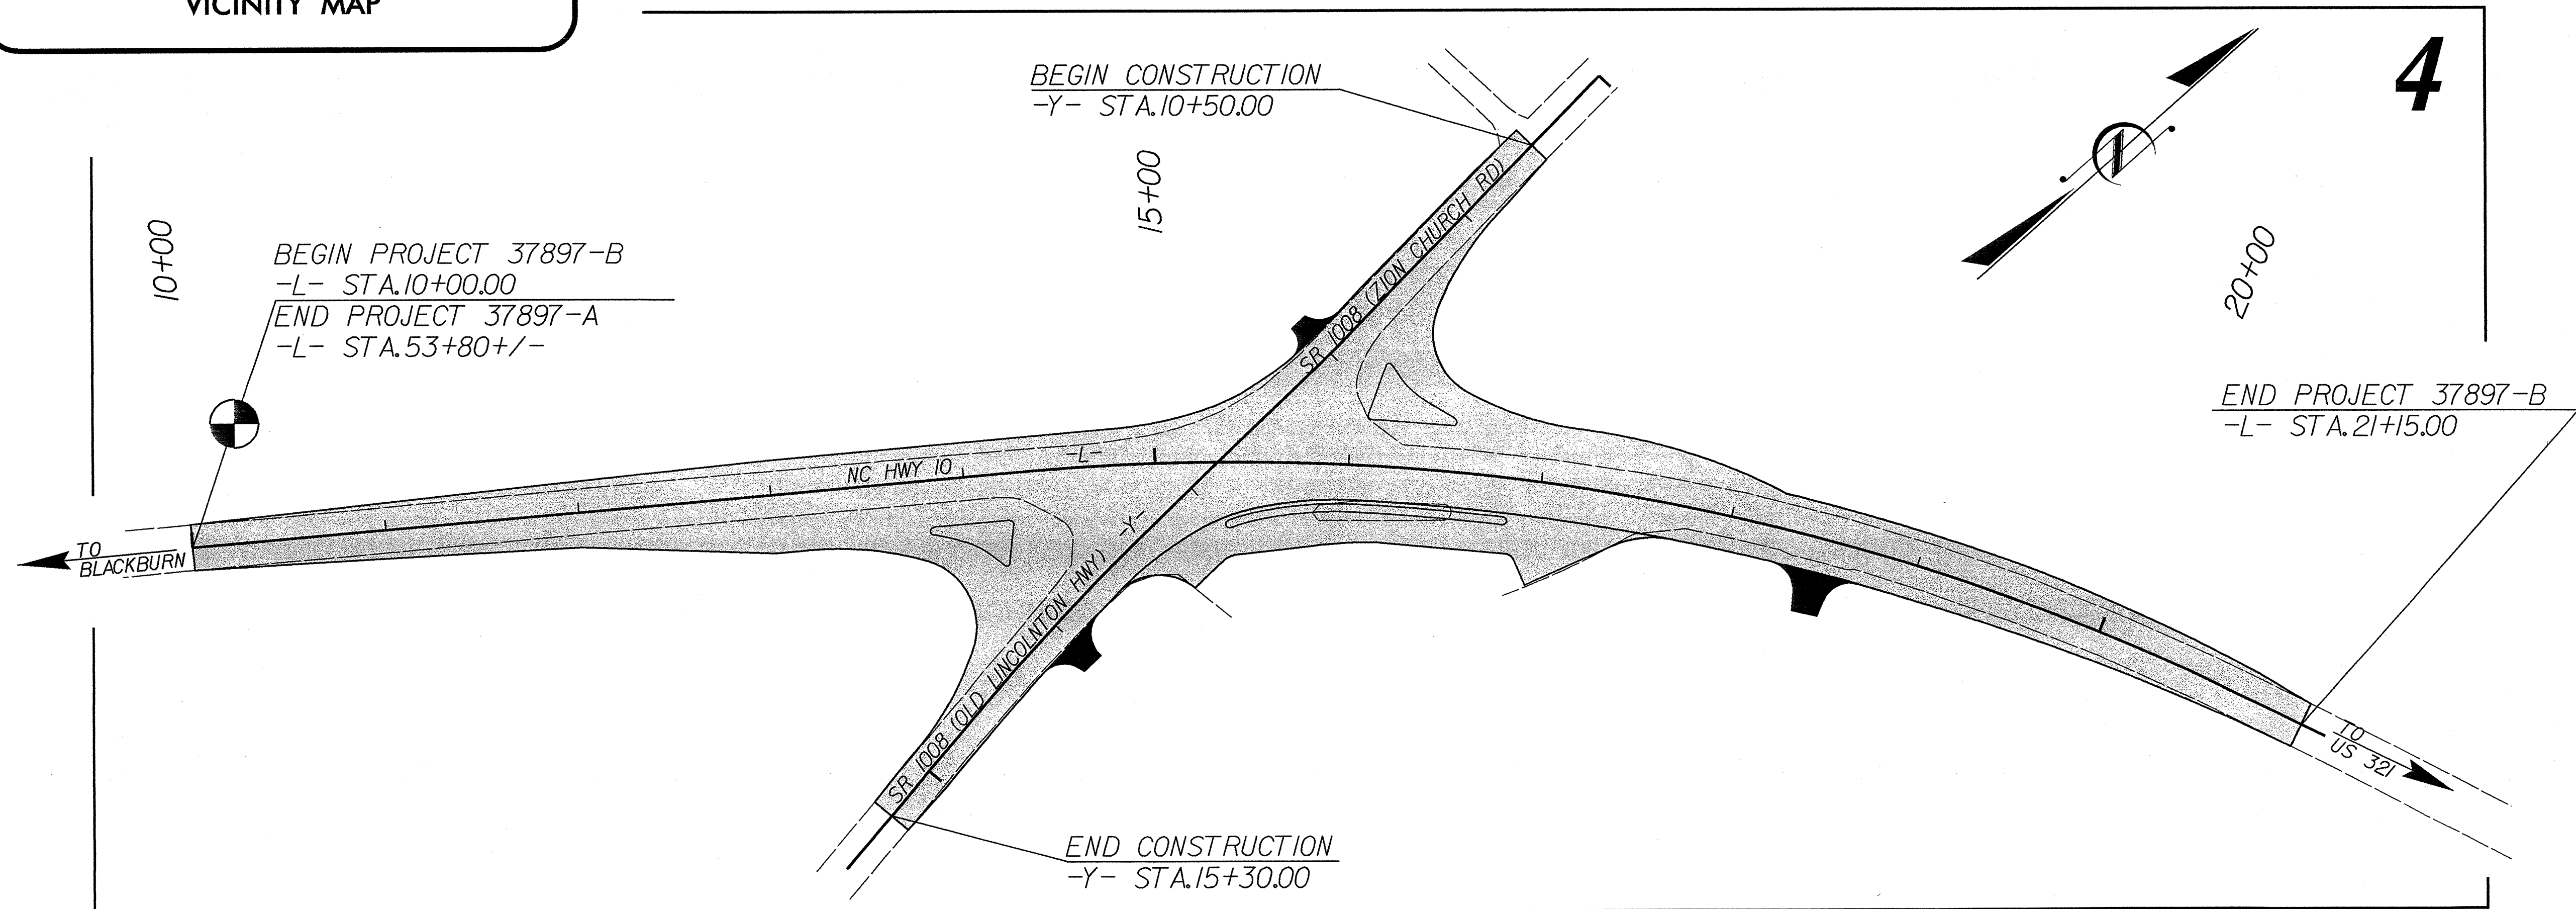 VICINITY MAP
4
BEGIN CONSTRUCTION
-Y- STA.10+50.00
10+00
15+00
20+00
BEGIN PROJECT 37897-B
-L- STA.10+00.00
END PROJECT 37897-A
-L- STA.53+80+/-
SR 1008 (ZION CHURCH RD)
N
END PROJECT 37897-B
-L- STA.21+15.00
NC HWY 10
-L-
-Y-
TO
BLACKBURN
SR 1008 (OLD LINCOLNTON HWY)
TO
US 321
END CONSTRUCTION
-Y- STA.15+30.00